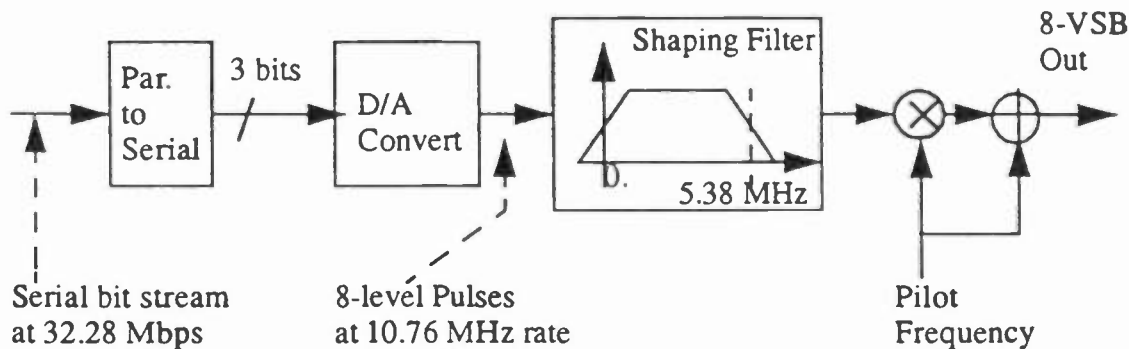 Par.
to
Serial
3 bits
D/A
Convert
Shaping Filter
0.
5.38 MHz
8-VSB
Out
Serial bit stream
at 32.28 Mbps
8-level Pulses
at 10.76 MHz rate
Pilot
Frequency